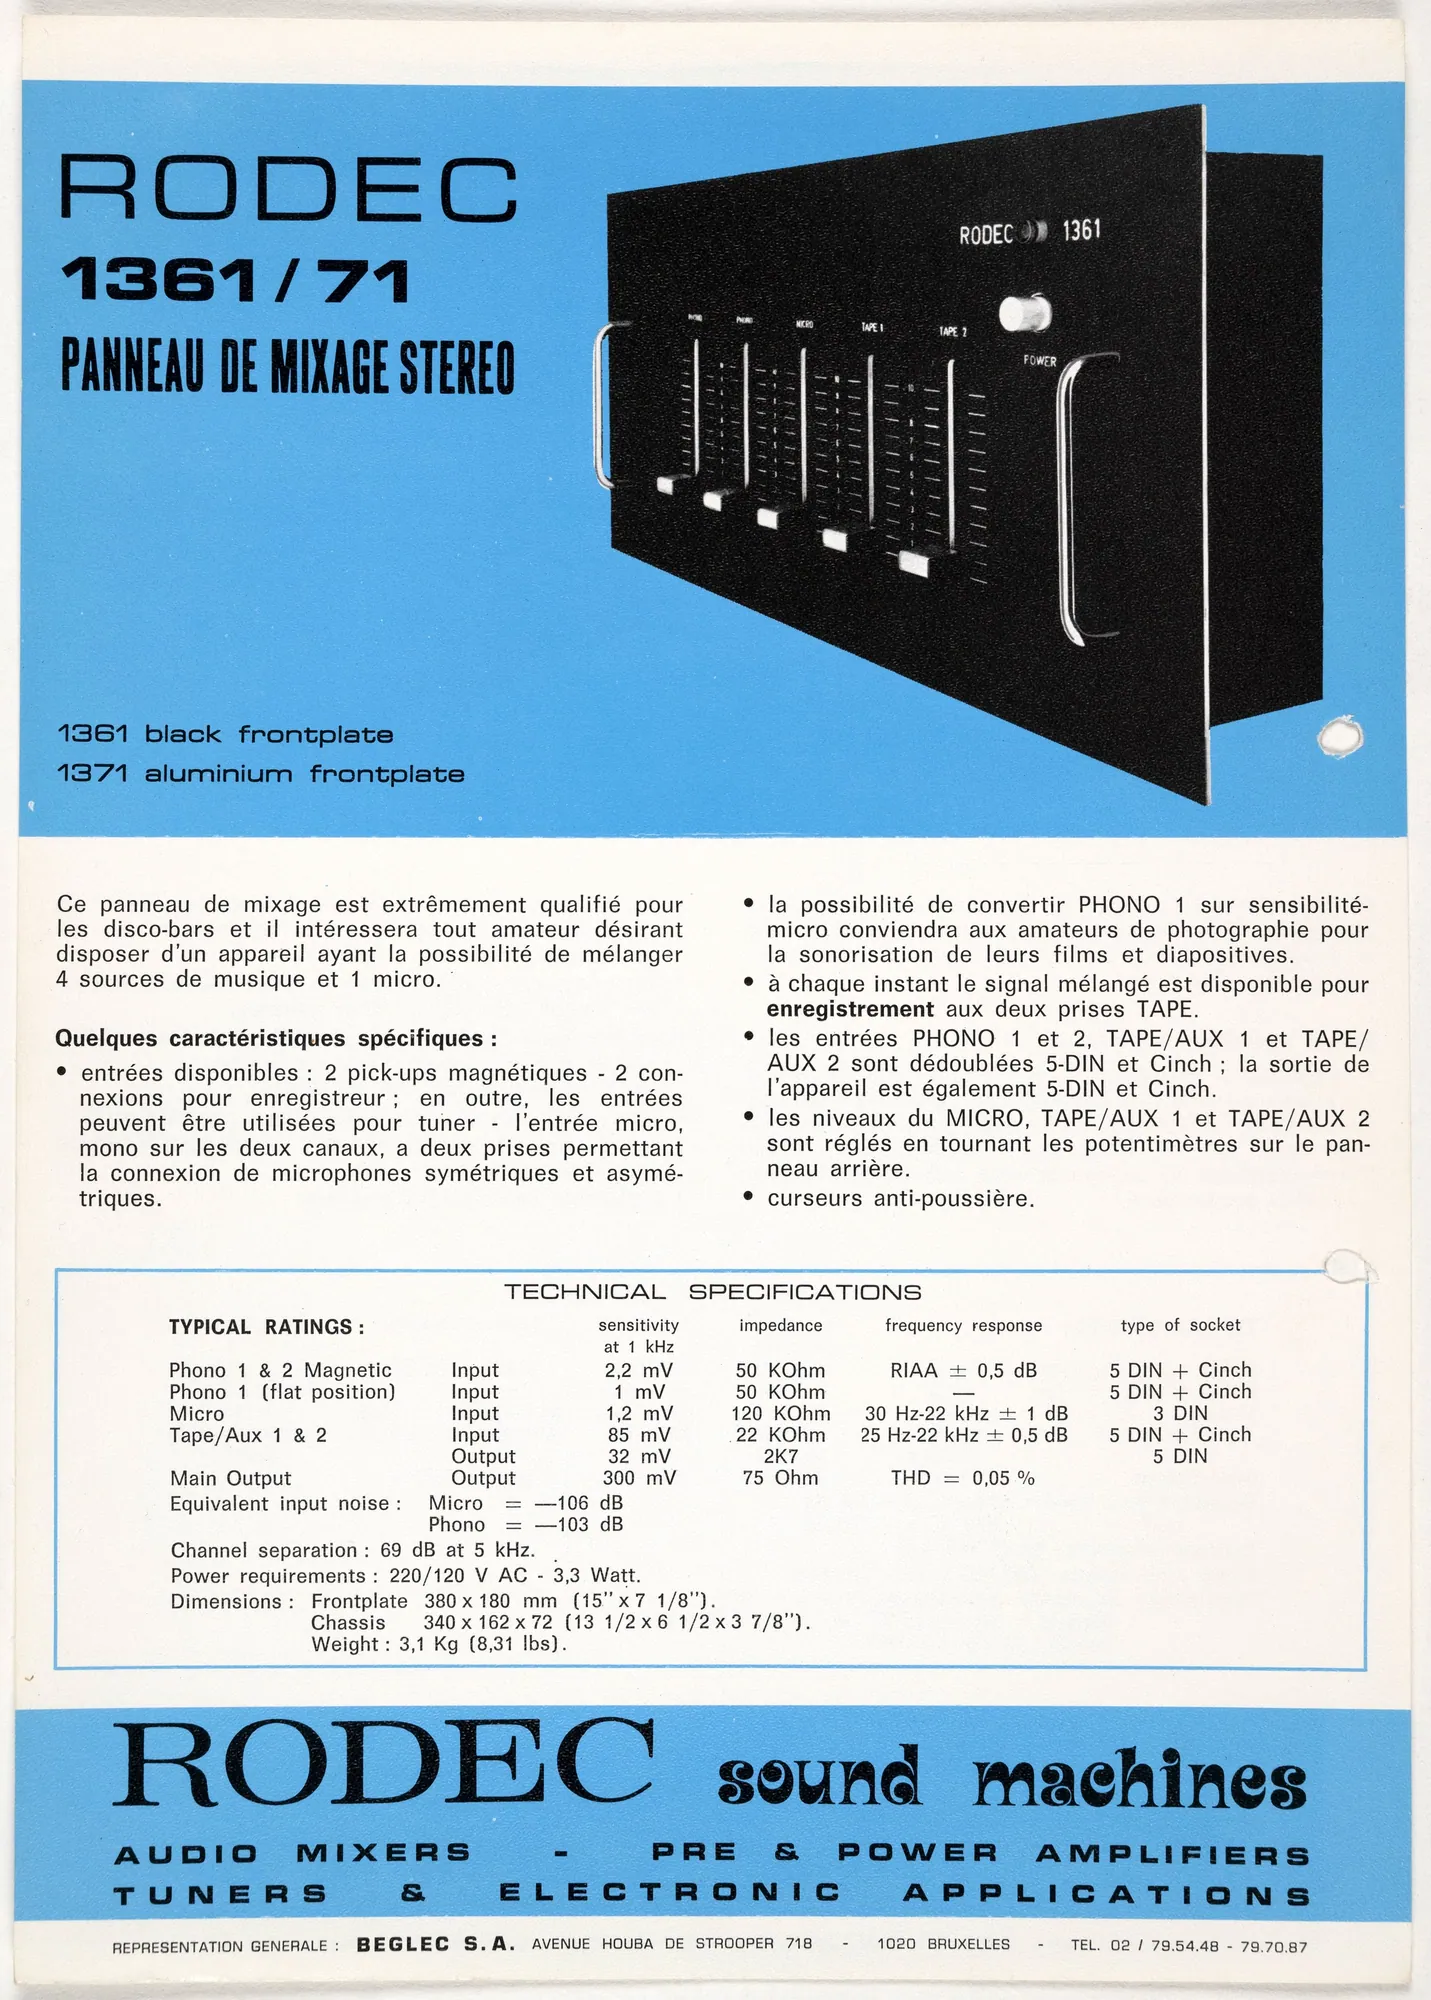 RODEC
1361/71
PANNEAU DE MIXAGE STEREO
RODEC 1361
PHONO PHONO MICRO TAPE 1 TAPE 2
POWER
10
1361 black frontplate
1371 aluminium frontplate
Ce panneau de mixage est extrêmement qualifié pour
les disco-bars et il intéressera tout amateur désirant
disposer d'un appareil ayant la possibilité de mélanger
4 sources de musique et 1 micro.
Quelques caractéristiques spécifiques :
• entrées disponibles : 2 pick-ups magnétiques - 2 con-
nexions pour enregistreur ; en outre, les entrées
peuvent être utilisées pour tuner - l'entrée micro,
mono sur les deux canaux, a deux prises permettant
la connexion de microphones symétriques et asymé-
triques.
• la possibilité de convertir PHONO 1 sur sensibilité-
micro conviendra aux amateurs de photographie pour
la sonorisation de leurs films et diapositives.
• à chaque instant le signal mélangé est disponible pour
enregistrement aux deux prises TAPE.
• les entrées PHONO 1 et 2, TAPE/AUX 1 et TAPE/
AUX 2 sont dédoublées 5-DIN et Cinch ; la sortie de
l'appareil est également 5-DIN et Cinch.
• les niveaux du MICRO, TAPE/AUX 1 et TAPE/AUX 2
sont réglés en tournant les potentimètres sur le pan-
neau arrière.
• curseurs anti-poussière.
TECHNICAL SPECIFICATIONS
TYPICAL RATINGS : sensitivity impedance frequency response type of socket
at 1 kHz
Phono 1 & 2 Magnetic Input 2,2 mV 50 KOhm RIAA ± 0,5 dB 5 DIN + Cinch
Phono 1 (flat position) Input 1 mV 50 KOhm — 5 DIN + Cinch
Micro Input 1,2 mV 120 KOhm 30 Hz-22 kHz ± 1 dB 3 DIN
Tape/Aux 1 & 2 Input 85 mV 22 KOhm 25 Hz-22 kHz ± 0,5 dB 5 DIN + Cinch
Output 32 mV 2K7 5 DIN
Main Output Output 300 mV 75 Ohm THD = 0,05 %
Equivalent input noise : Micro = —106 dB
Phono = —103 dB
Channel separation : 69 dB at 5 kHz.
Power requirements : 220/120 V AC - 3,3 Watt.
Dimensions : Frontplate 380 x 180 mm (15" x 7 1/8").
Chassis 340 x 162 x 72 (13 1/2 x 6 1/2 x 3 7/8").
Weight : 3,1 Kg (8,31 lbs).
RODEC sound machines
AUDIO MIXERS - PRE & POWER AMPLIFIERS
TUNERS & ELECTRONIC APPLICATIONS
REPRESENTATION GENERALE : BEGLEC S.A. AVENUE HOUBA DE STROOPER 718 - 1020 BRUXELLES - TEL. 02 / 79.54.48 - 79.70.87